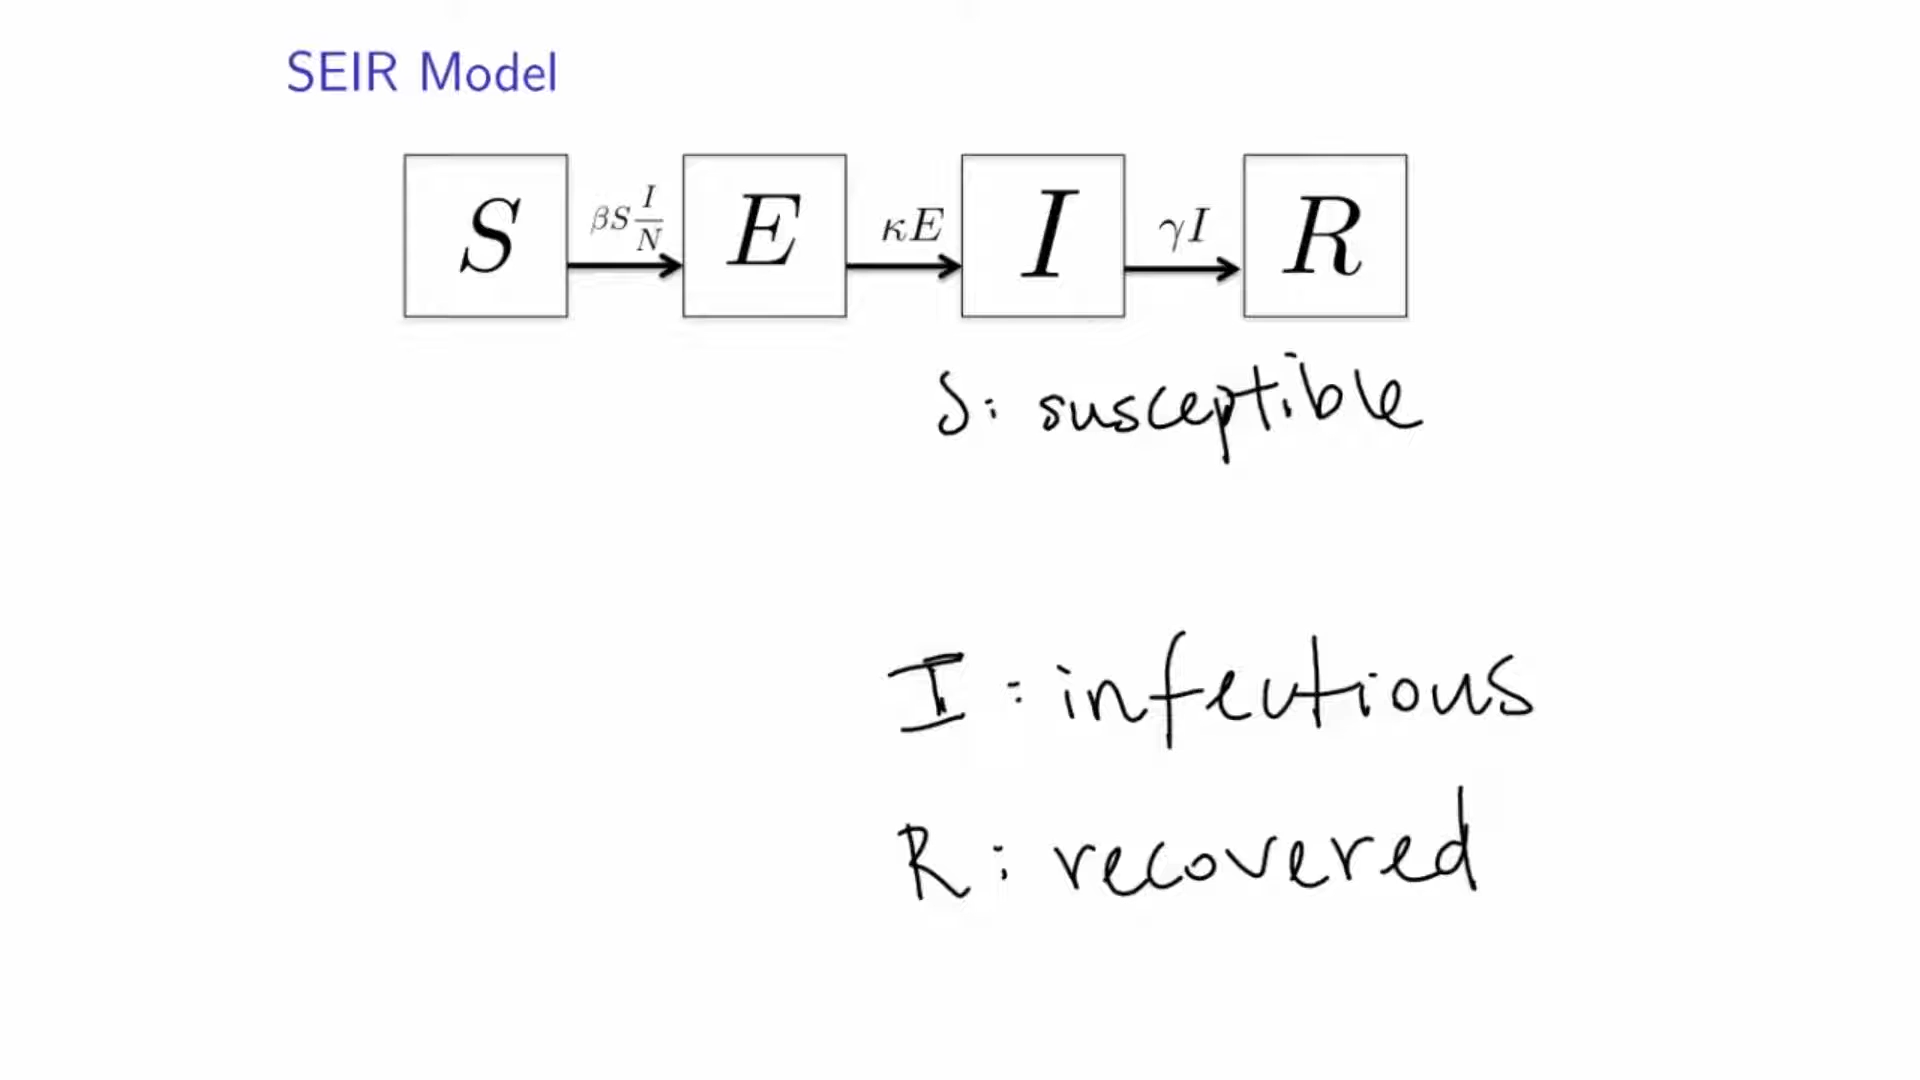 SEIR Model
S βS I/N E κE I γI R
S: susceptible
I: infectious
R: recovered